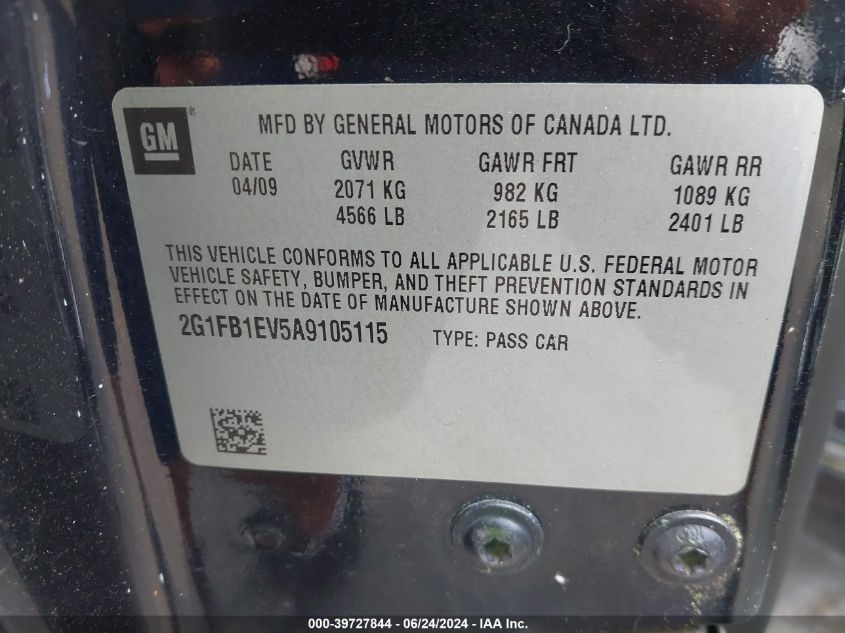 GM®
MFD BY GENERAL MOTORS OF CANADA LTD.
DATE GVWR GAWR FRT GAWR RR
04/09 2071 KG 982 KG 1089 KG
4566 LB 2165 LB 2401 LB
THIS VEHICLE CONFORMS TO ALL APPLICABLE U.S. FEDERAL MOTOR
VEHICLE SAFETY, BUMPER, AND THEFT PREVENTION STANDARDS IN
EFFECT ON THE DATE OF MANUFACTURE SHOWN ABOVE.
2G1FB1EV5A9105115 TYPE: PASS CAR
000-39727844 / 06/24/2024 - IAA Inc.